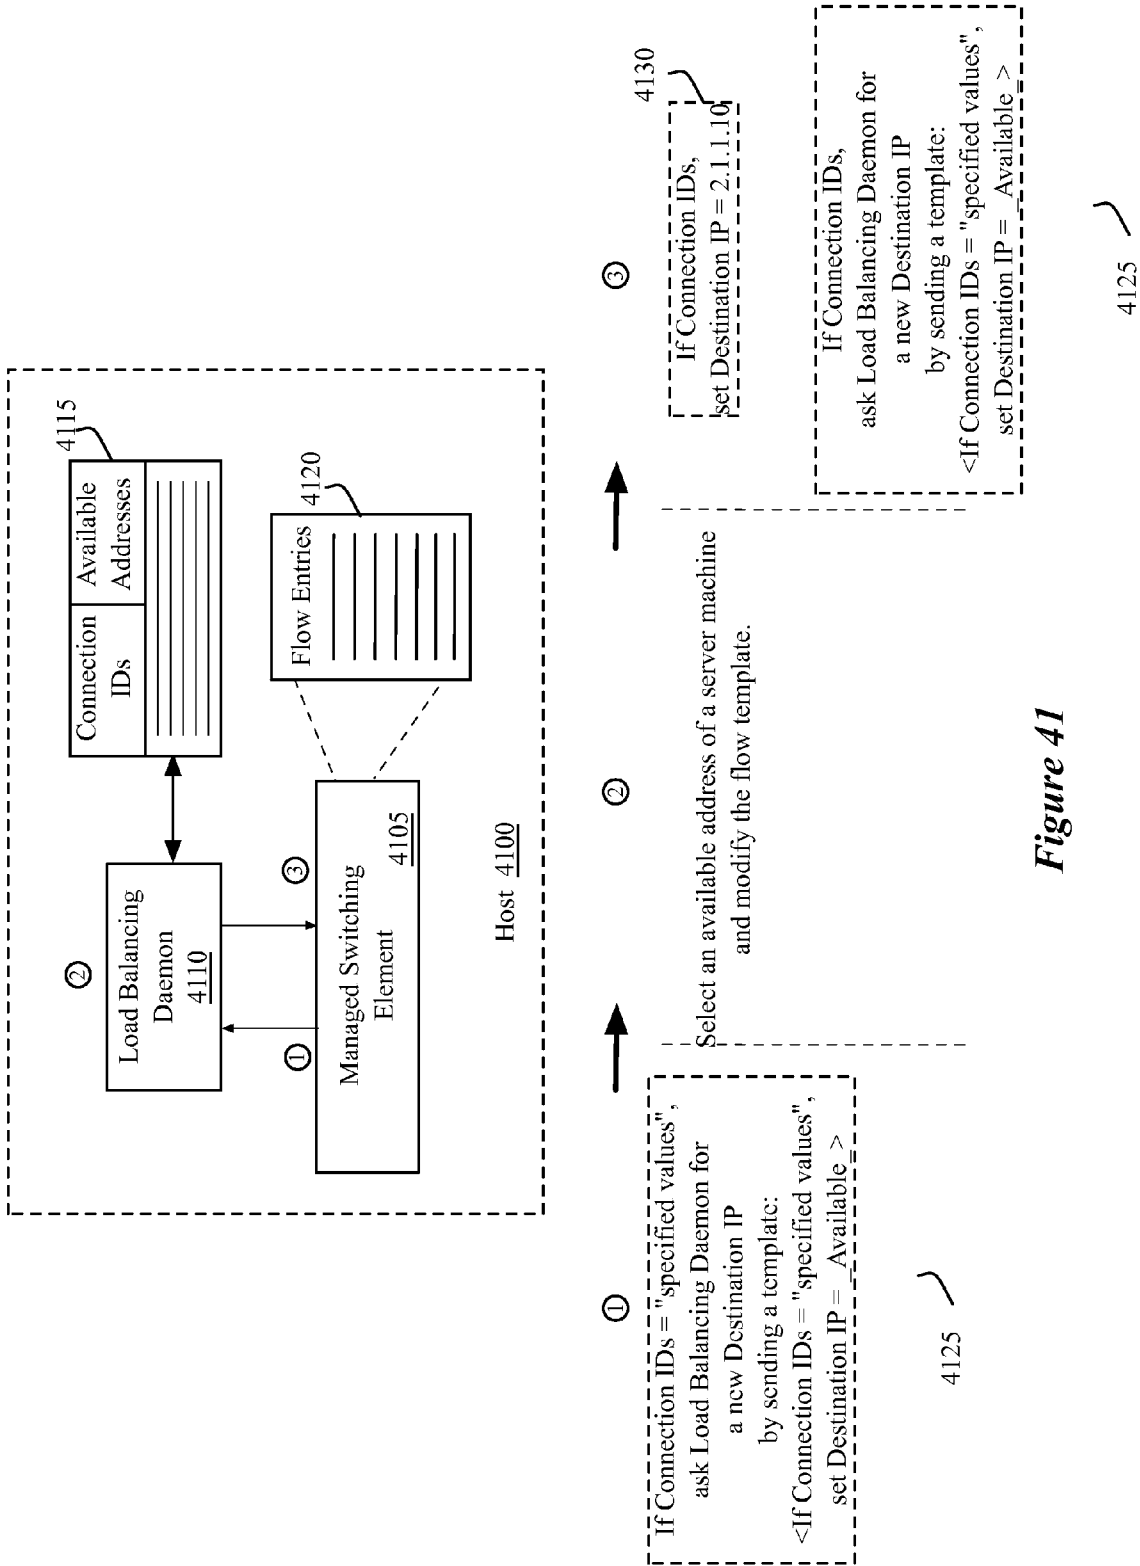 ②
Load Balancing
Daemon
4110
Connection
IDs
Available
Addresses
4115
①
③
Managed Switching
Element
4105
Flow Entries
4120
Host 4100
①
If Connection IDs = "specified values",
ask Load Balancing Daemon for
a new Destination IP
by sending a template:
<If Connection IDs = "specified values",
set Destination IP = _Available_>
4125
②
Select an available address of a server machine
and modify the flow template.
③
4130
If Connection IDs,
set Destination IP = 2.1.1.10
If Connection IDs,
ask Load Balancing Daemon for
a new Destination IP
by sending a template:
<If Connection IDs = "specified values",
set Destination IP = _Available_>
4125
Figure 41